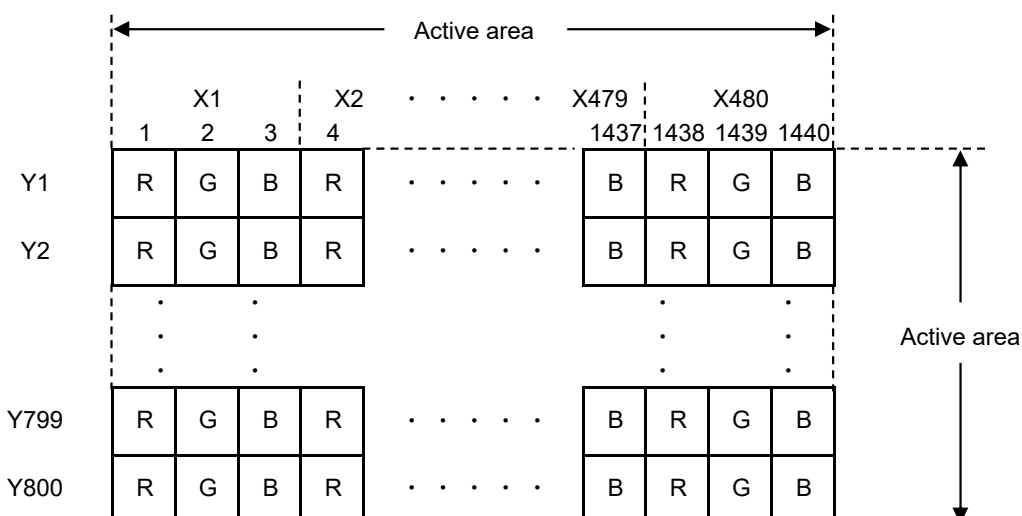 Active area
X1 X2 · · · · · X479 X480
1 2 3 4 1437 1438 1439 1440
Y1 R G B R · · · · · B R G B
Y2 R G B R · · · · · B R G B
Active area
Y799 R G B R · · · · · B R G B
Y800 R G B R · · · · · B R G B